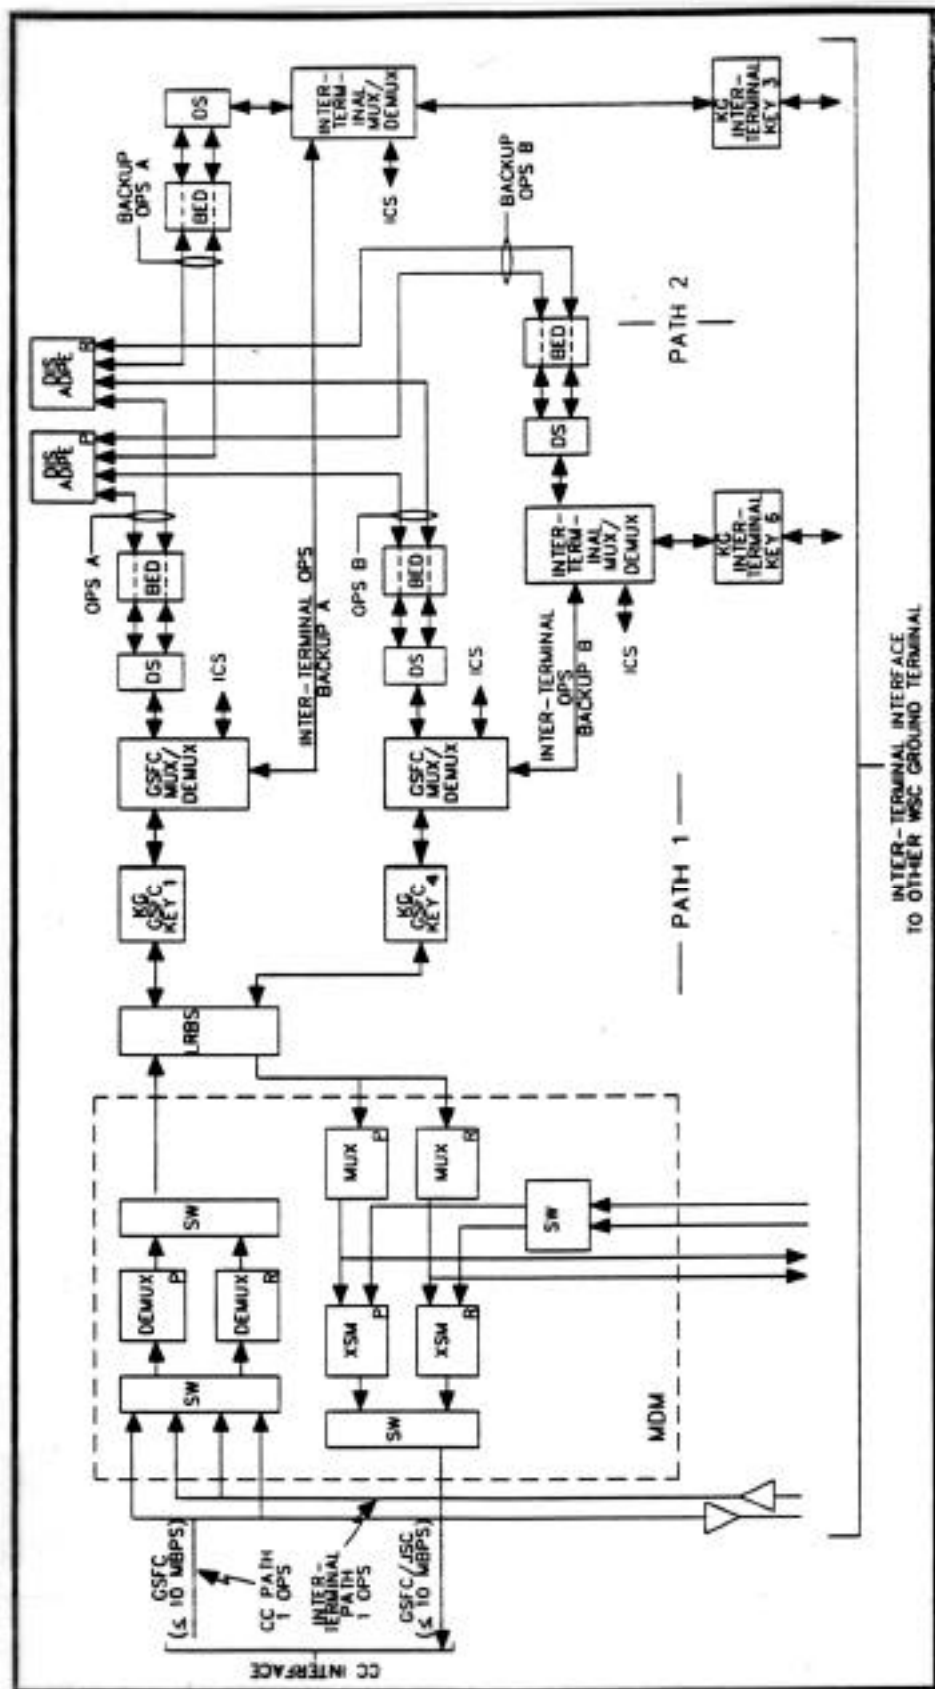 CC INTERFACE
GSFC
(≤ 10 MBPS)
CC PATH
1 OPS
INTER-
TERMINAL
PATH
1 OPS
GSFC/JSC
(≤ 10 MBPS)
MDM
SW
DEMUX
P
DEMUX
R
SW
SW
XSM
P
XSM
R
MUX
P
MUX
R
SW
LRBS
KG
GSFC
KEY 1
GSFC
MUX/
DEMUX
ICS
DS
BED
OPS A
DIS
ADPE
P
DIS
ADPE
R
BACKUP
OPS A
BED
DS
INTER-
TERM-
INAL
MUX/
DEMUX
ICS
INTER-TERMINAL OPS
BACKUP A
KG
GSFC
KEY 4
GSFC
MUX/
DEMUX
ICS
DS
BED
OPS B
BACKUP
OPS B
INTER-TERMINAL
OPS
BACKUP B
INTER-
TERM-
INAL
MUX/
DEMUX
ICS
DS
BED
KG
INTER-
TERMINAL
KEY 3
KG
INTER-
TERMINAL
KEY 6
PATH 1
PATH 2
INTER-TERMINAL INTERFACE
TO OTHER WSC GROUND TERMINAL